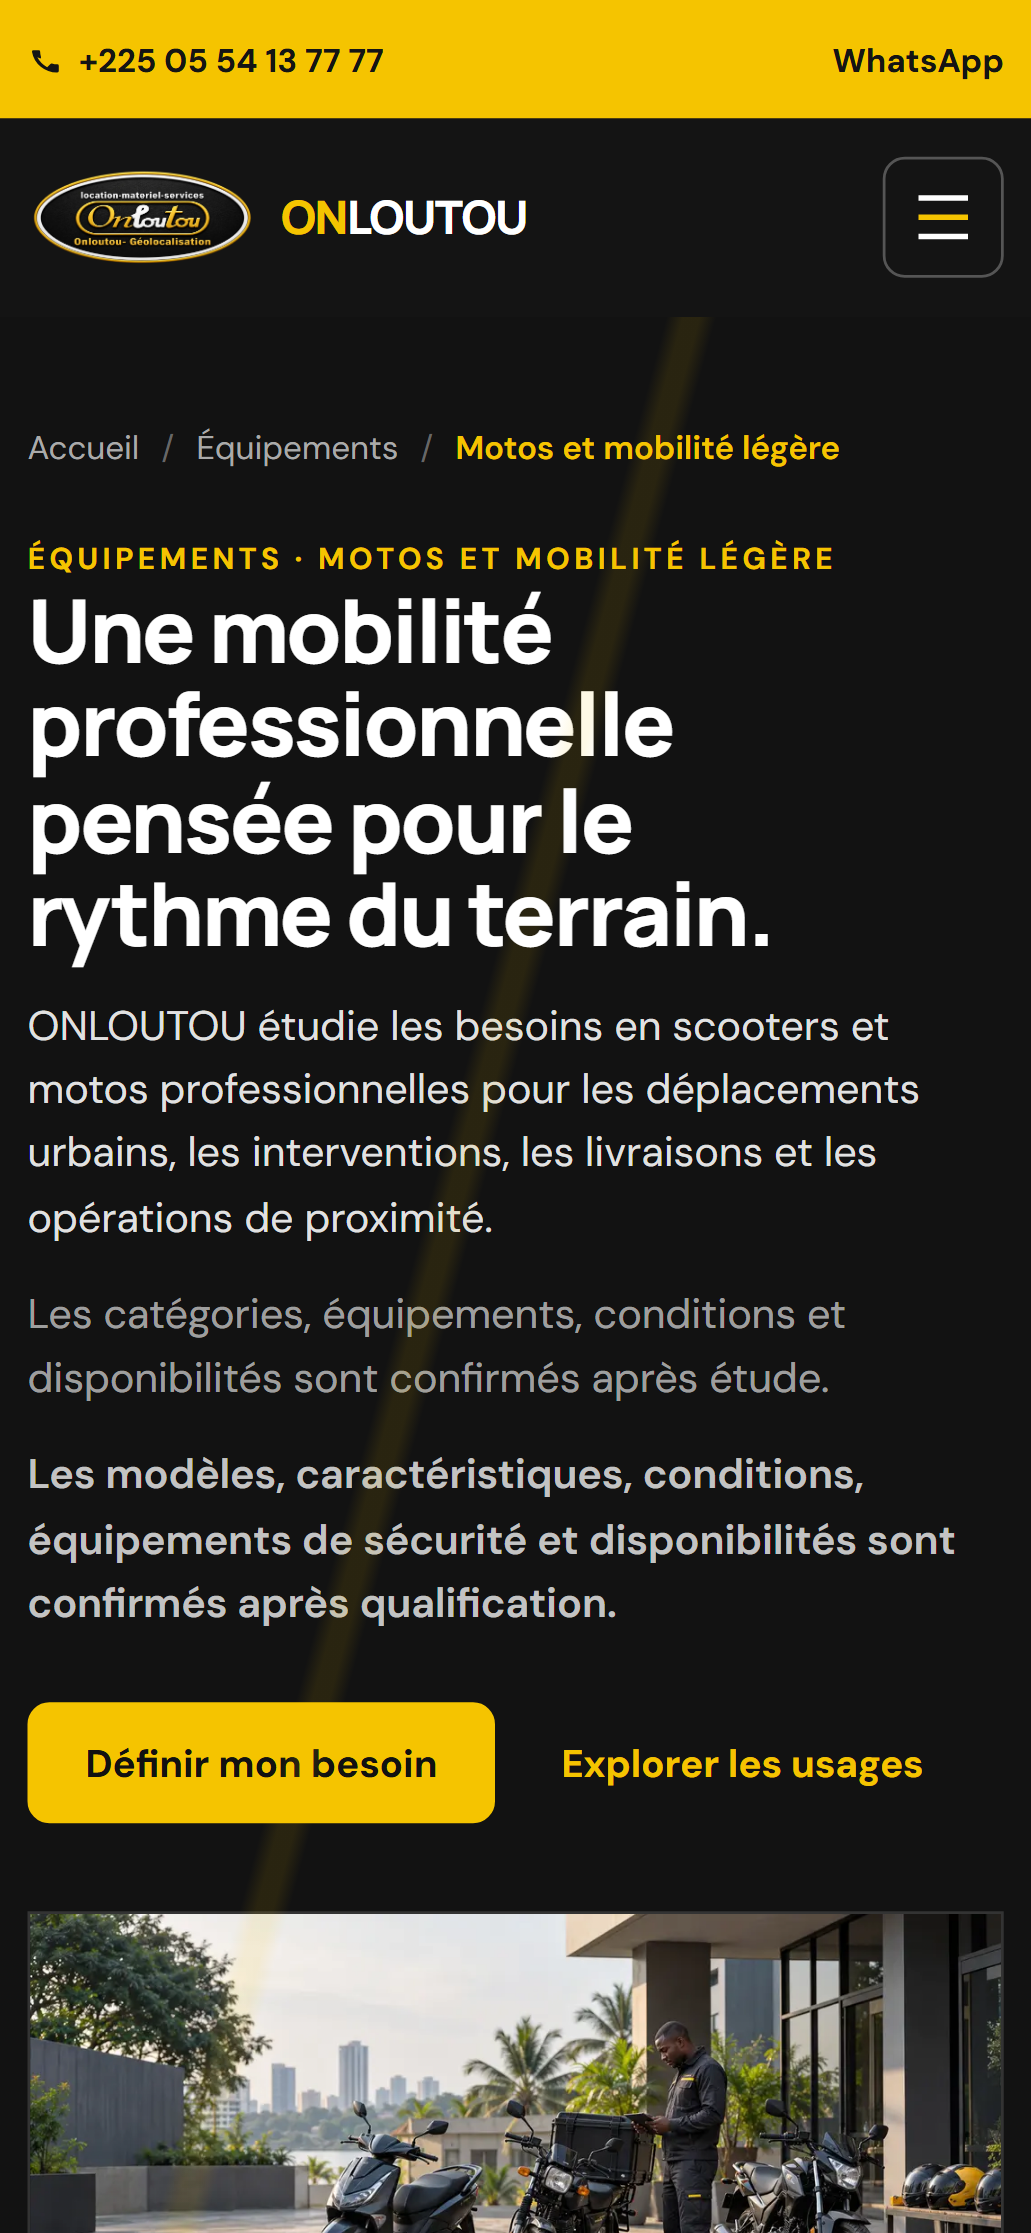 +225 05 54 13 77 77
WhatsApp
location-materiel-services
Onloutou
Onloutou- Géolocalisation
ONLOUTOU
Accueil / Équipements / Motos et mobilité légère
ÉQUIPEMENTS · MOTOS ET MOBILITÉ LÉGÈRE
Une mobilité
professionnelle
pensée pour le
rythme du terrain.
ONLOUTOU étudie les besoins en scooters et
motos professionnelles pour les déplacements
urbains, les interventions, les livraisons et les
opérations de proximité.
Les catégories, équipements, conditions et
disponibilités sont confirmés après étude.
Les modèles, caractéristiques, conditions,
équipements de sécurité et disponibilités sont
confirmés après qualification.
Définir mon besoin
Explorer les usages